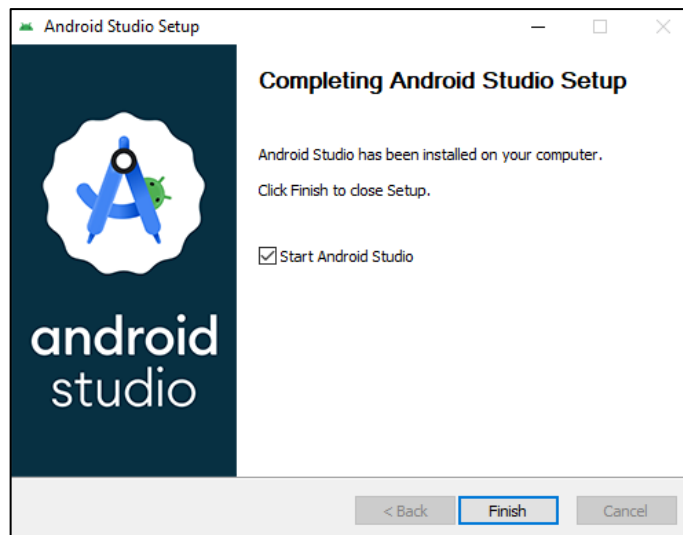 Android Studio Setup
Completing Android Studio Setup
Android Studio has been installed on your computer.
Click Finish to close Setup.
Start Android Studio
android
studio
< Back
Finish
Cancel